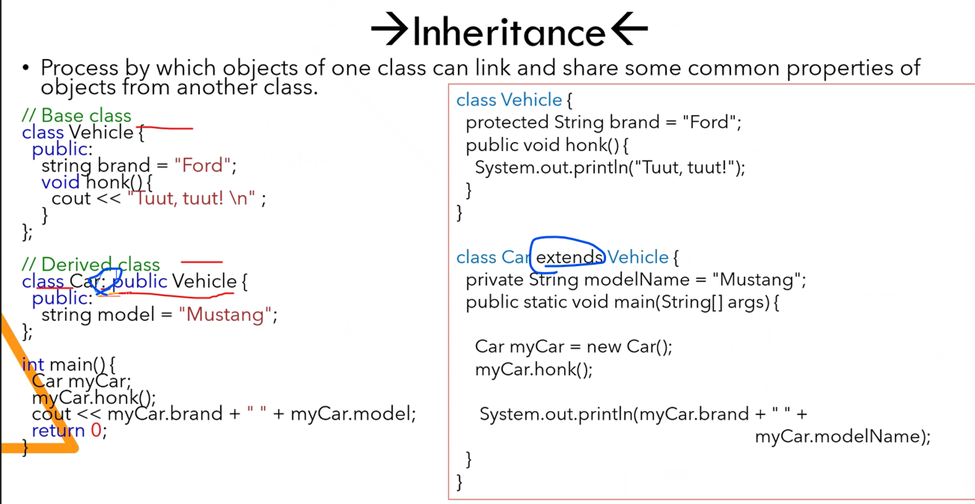 →Inheritance←
• Process by which objects of one class can link and share some common properties of
objects from another class.
// Base class
class Vehicle {
public:
string brand = "Ford";
void honk(){
cout << "Tuut, tuut! \n" ;
}
};
// Derived class
class Car: public Vehicle {
public:
string model = "Mustang";
};
int main(){
Car myCar;
myCar.honk();
cout << myCar.brand + " " + myCar.model;
return 0;
}
class Vehicle {
protected String brand = "Ford";
public void honk(){
System.out.println("Tuut, tuut!");
}
}
class Car extends Vehicle {
private String modelName = "Mustang";
public static void main(String[] args){
Car myCar = new Car();
myCar.honk();
System.out.println(myCar.brand + " " +
myCar.modelName);
}
}